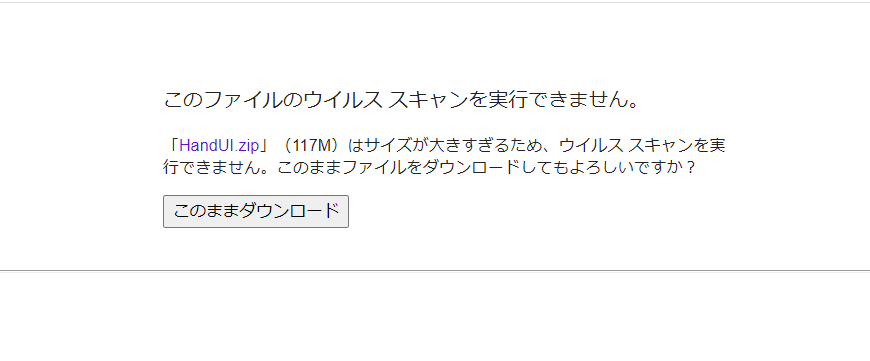 このファイルのウイルス スキャンを実行できません。
「HandUI.zip」（117M）はサイズが大きすぎるため、ウイルス スキャンを実
行できません。このままファイルをダウンロードしてもよろしいですか？
このままダウンロード